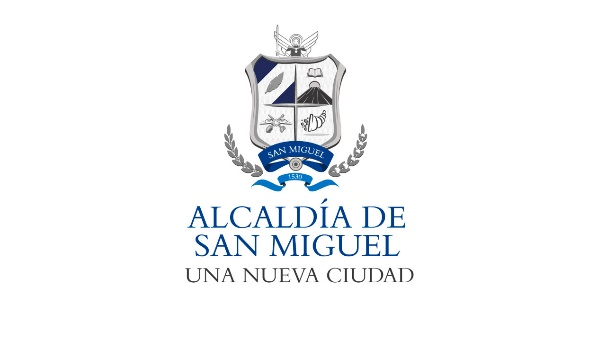 SAN MIGUEL
1530
ALCALDÍA DE
SAN MIGUEL
UNA NUEVA CIUDAD